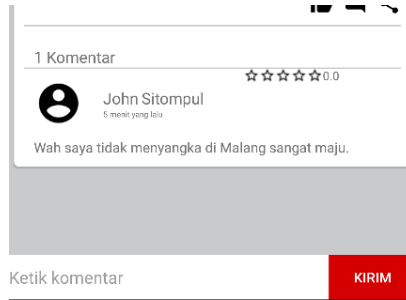 1 Komentar
0.0
John Sitompul
5 menit yang lalu
Wah saya tidak menyangka di Malang sangat maju.
Ketik komentar
KIRIM